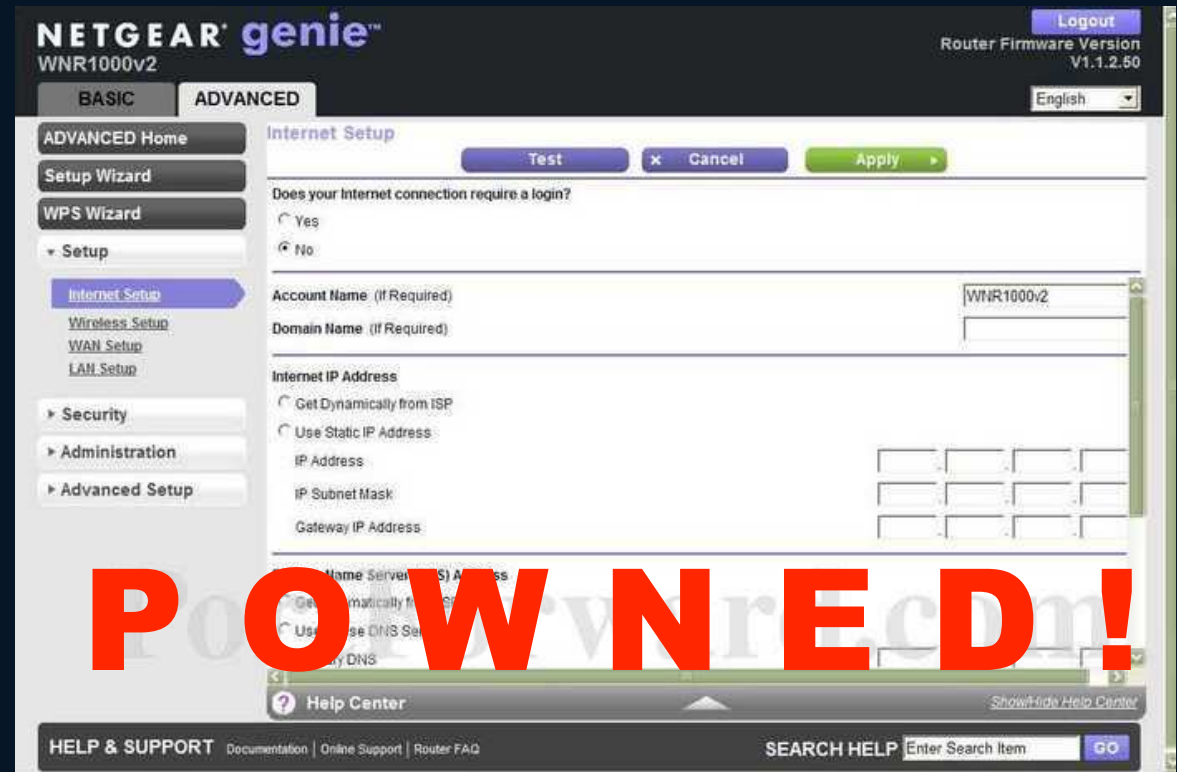 NETGEAR® genie™
Logout
Router Firmware Version
WNR1000v2
V1.1.2.50
BASIC ADVANCED
English
ADVANCED Home
Setup Wizard
WPS Wizard
Setup
Internet Setup
Wireless Setup
WAN Setup
LAN Setup
Security
Administration
Advanced Setup
Internet Setup
Test × Cancel Apply
Does your Internet connection require a login?
Yes
No
Account Name (If Required) WNR1000v2
Domain Name (If Required)
Internet IP Address
Get Dynamically from ISP
Use Static IP Address
IP Address
IP Subnet Mask
Gateway IP Address
Name Server
DNS
POWNED!
? Help Center Show/Hide Help Center
HELP & SUPPORT Documentation | Online Support | Router FAQ SEARCH HELP Enter Search Item GO